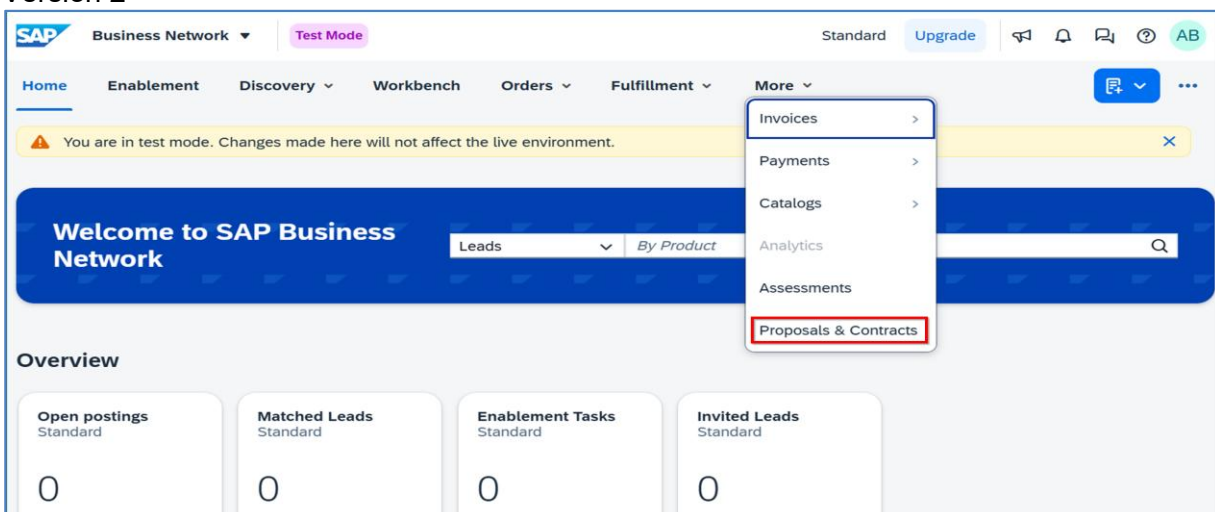 Version 2
SAP Business Network Test Mode Standard Upgrade AB
Home Enablement Discovery Workbench Orders Fulfillment More
You are in test mode. Changes made here will not affect the live environment.
Invoices
Payments
Catalogs
Analytics
Assessments
Proposals & Contracts
Welcome to SAP Business
Network
Leads By Product
Overview
Open postings
Standard
0
Matched Leads
Standard
0
Enablement Tasks
Standard
0
Invited Leads
Standard
0